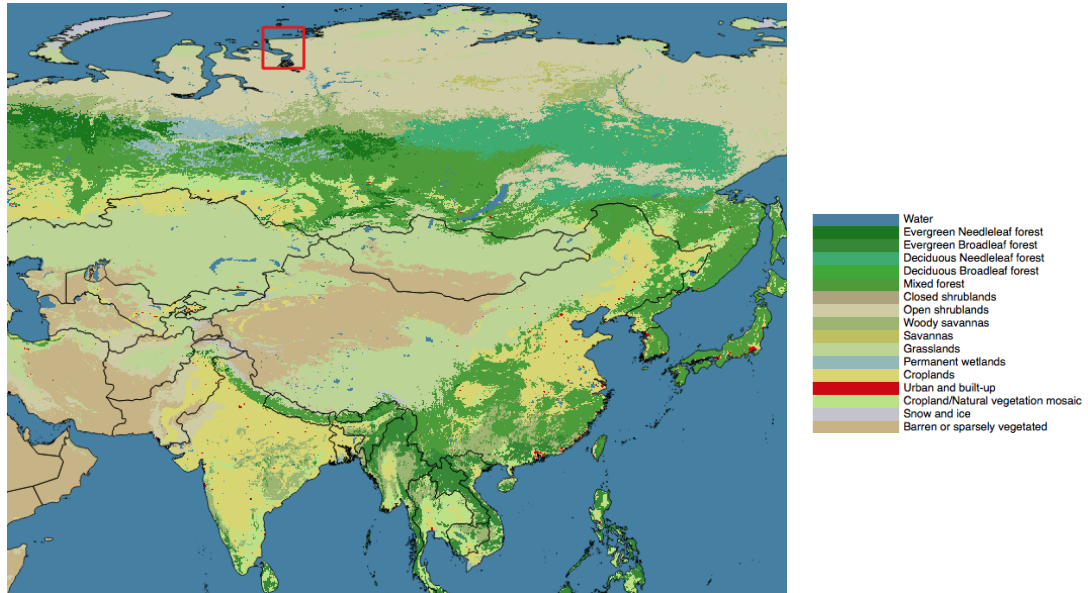 Water
Evergreen Needleleaf forest
Evergreen Broadleaf forest
Deciduous Needleleaf forest
Deciduous Broadleaf forest
Mixed forest
Closed shrublands
Open shrublands
Woody savannas
Savannas
Grasslands
Permanent wetlands
Croplands
Urban and built-up
Cropland/Natural vegetation mosaic
Snow and ice
Barren or sparsely vegetated